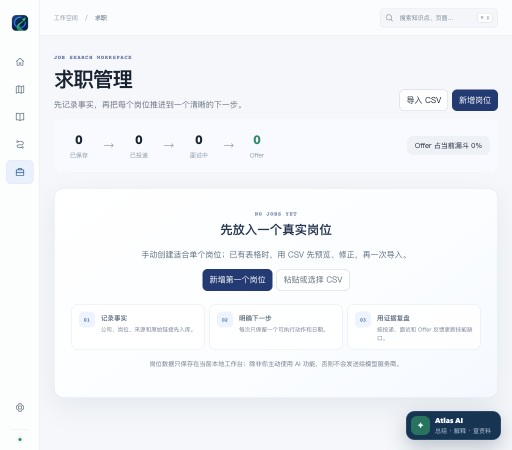 工作空间 / 求职
搜索知识点、页面...
⌘ K
JOB SEARCH WORKSPACE
求职管理
先记录事实，再把每个岗位推进到一个清晰的下一步。
导入 CSV
新增岗位
0 → 0 → 0 → 0
已保存 已投递 面试中 Offer
Offer 占当前漏斗 0%
NO JOBS YET
先放入一个真实岗位
手动创建适合单个岗位；已有表格时，用 CSV 先预览、修正，再一次导入。
新增第一个岗位
粘贴或选择 CSV
01 记录事实
公司、岗位、来源和原始链接先入库。
02 明确下一步
每次只保留一个可执行动作和日期。
03 用证据复盘
按投递、面试和 Offer 反馈更新技能缺
口。
岗位数据只保存在当前本地工作台；除非你主动使用 AI 功能，否则不会发送给模型服务商。
Atlas AI
总结 · 解释 · 查资料